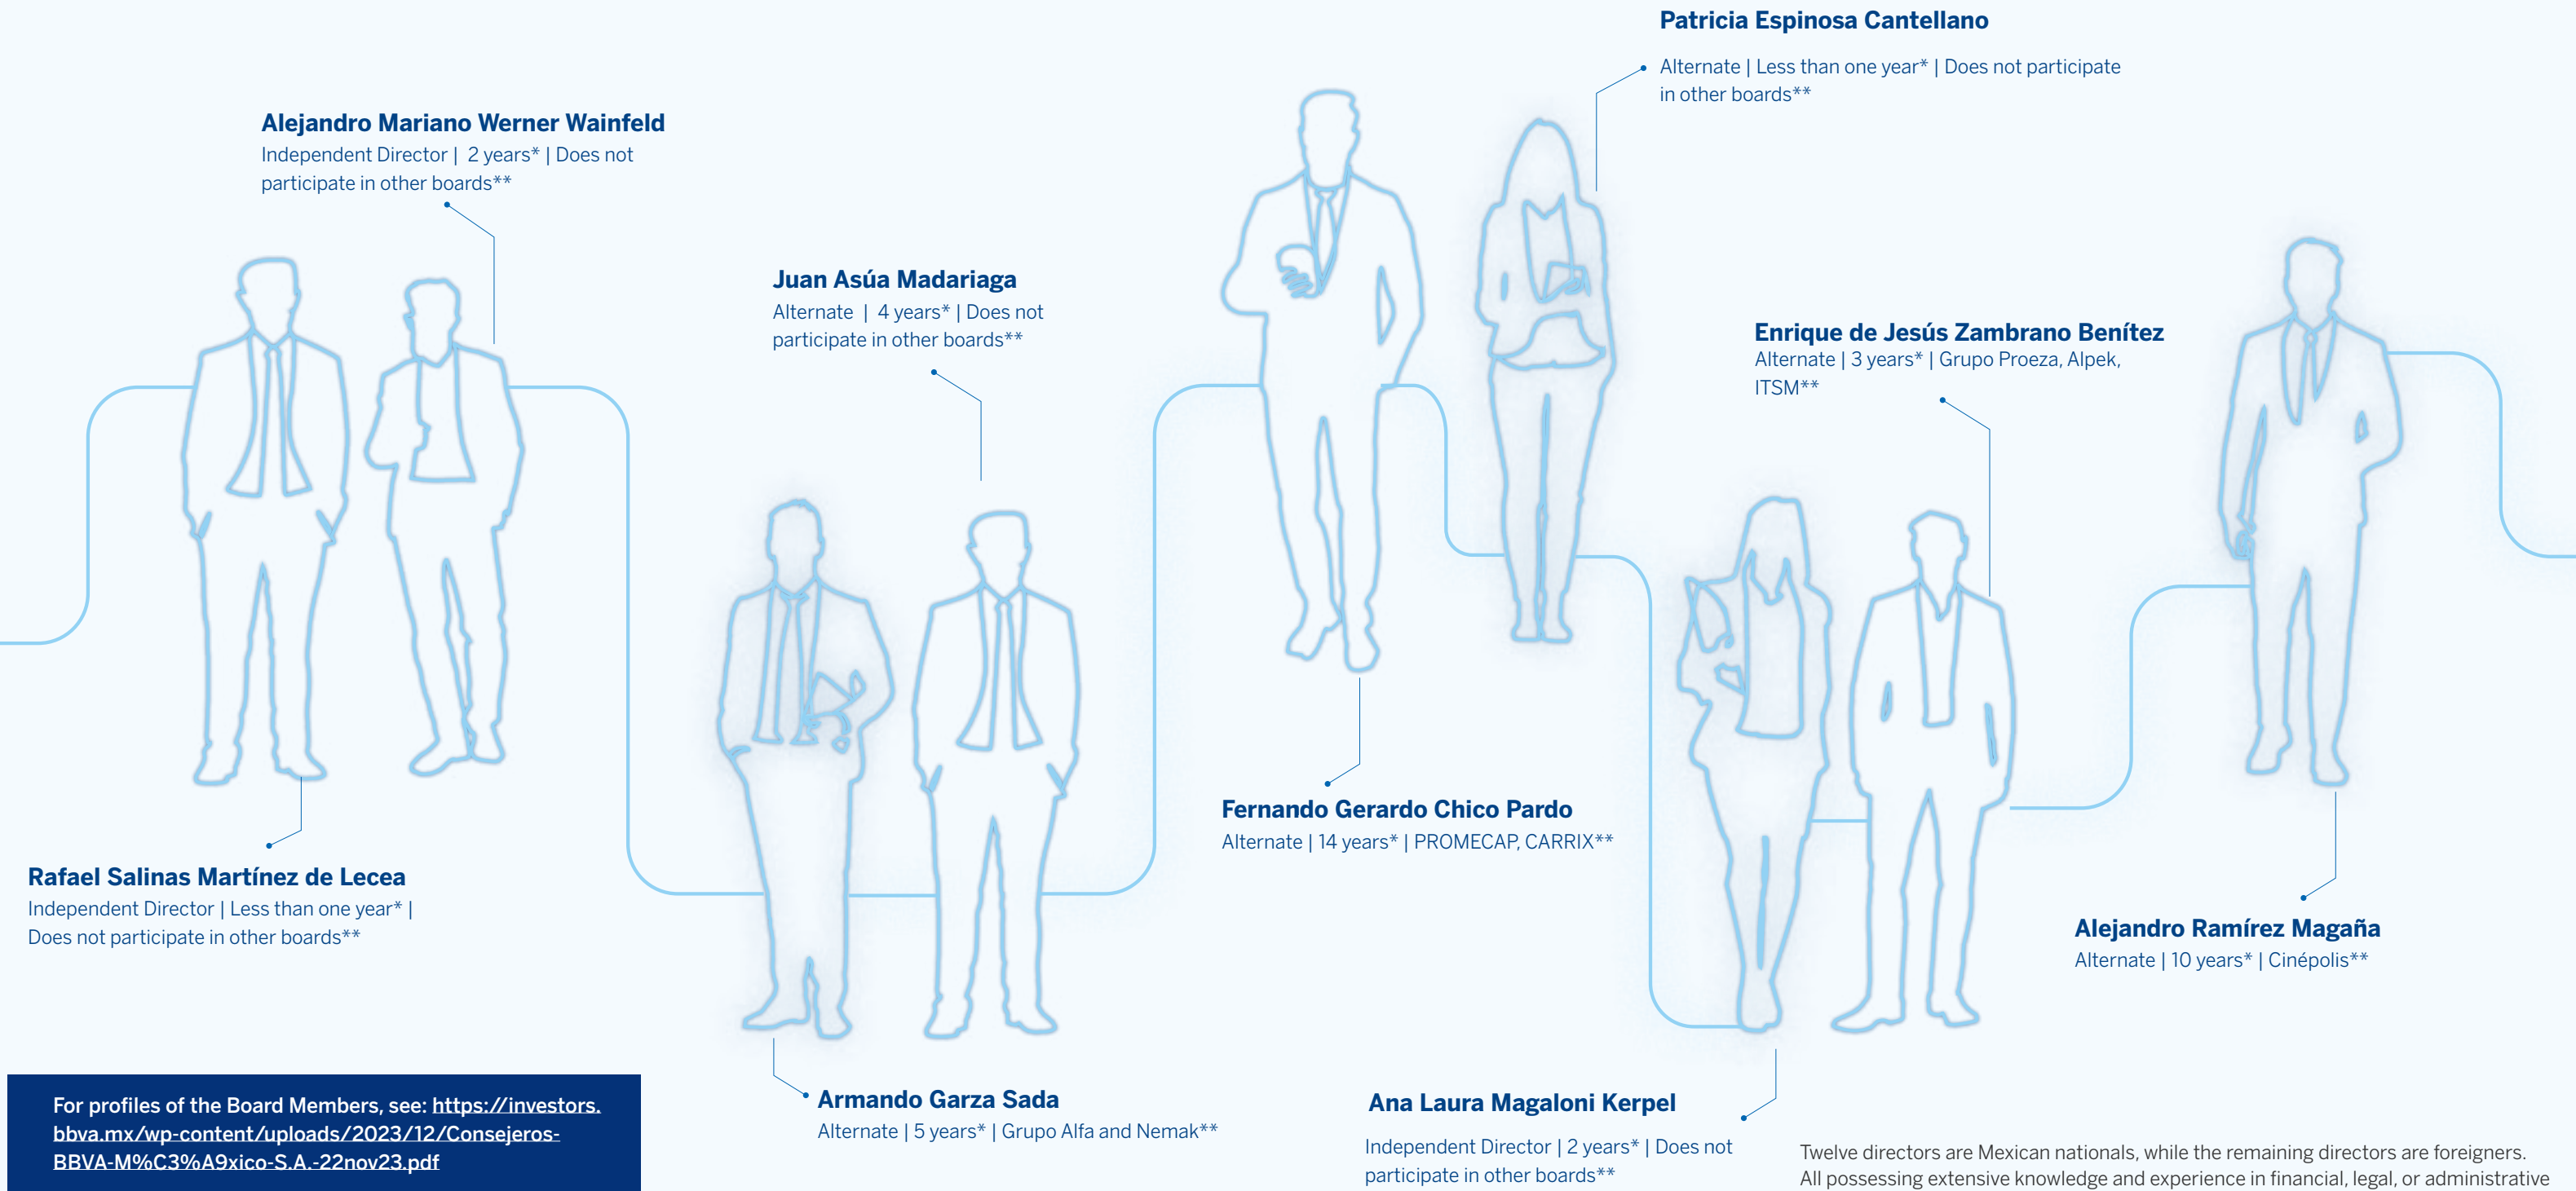 Patricia Espinosa Cantellano
Alternate | Less than one year* | Does not participate
in other boards**
Alejandro Mariano Werner Wainfeld
Independent Director |  2 years* | Does not
participate in other boards**
Juan Asúa Madariaga
Alternate  |  4 years* | Does not
participate in other boards**
Enrique de Jesús Zambrano Benítez
Alternate | 3 years* | Grupo Proeza, Alpek,
ITSM**
Fernando Gerardo Chico Pardo
Alternate | 14 years* | PROMECAP, CARRIX**
Rafael Salinas Martínez de Lecea
Independent Director | Less than one year* |
Does not participate in other boards**
Alejandro Ramírez Magaña
Alternate | 10 years* | Cinépolis**
Armando Garza Sada
Alternate | 5 years* | Grupo Alfa and Nemak**
Ana Laura Magaloni Kerpel
Independent Director | 2 years* | Does not
participate in other boards**
For profiles of the Board Members, see: https://investors.
bbva.mx/wp-content/uploads/2023/12/Consejeros-
BBVA-M%C3%A9xico-S.A.-22nov23.pdf
Twelve directors are Mexican nationals, while the remaining directors are foreigners.
All possessing extensive knowledge and experience in financial, legal, or administrative